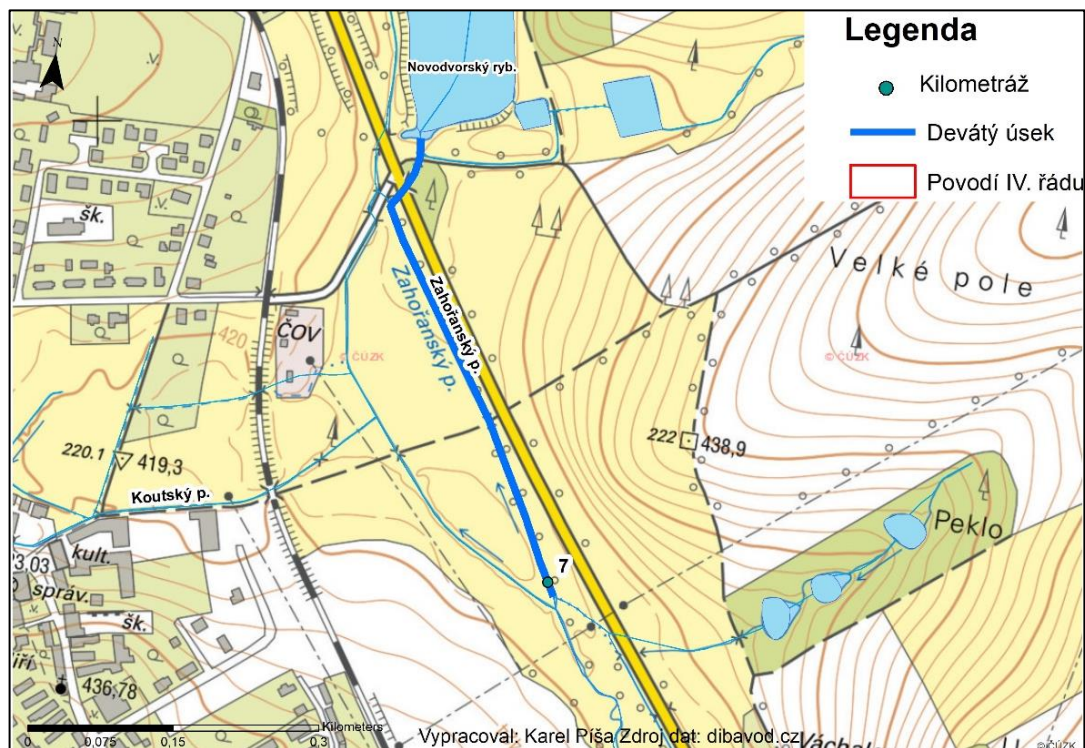 Legenda
Kilometráž
Devátý úsek
Povodí IV. řádu
N
Novodvorský ryb.
šk.
Velké pole
Zahořanský p.
Zahořanský p.
420
ČOV
© ČÚZK
© ČÚZK
222
438,9
220.1
419,3
Koutský p.
Peklo
7
kult.
správ.
šk.
436,78
0
0,075
0,15
0,3
Kilometers
Vypracoval: Karel Píša Zdroj dat: dibavod.cz
© ČÚZK